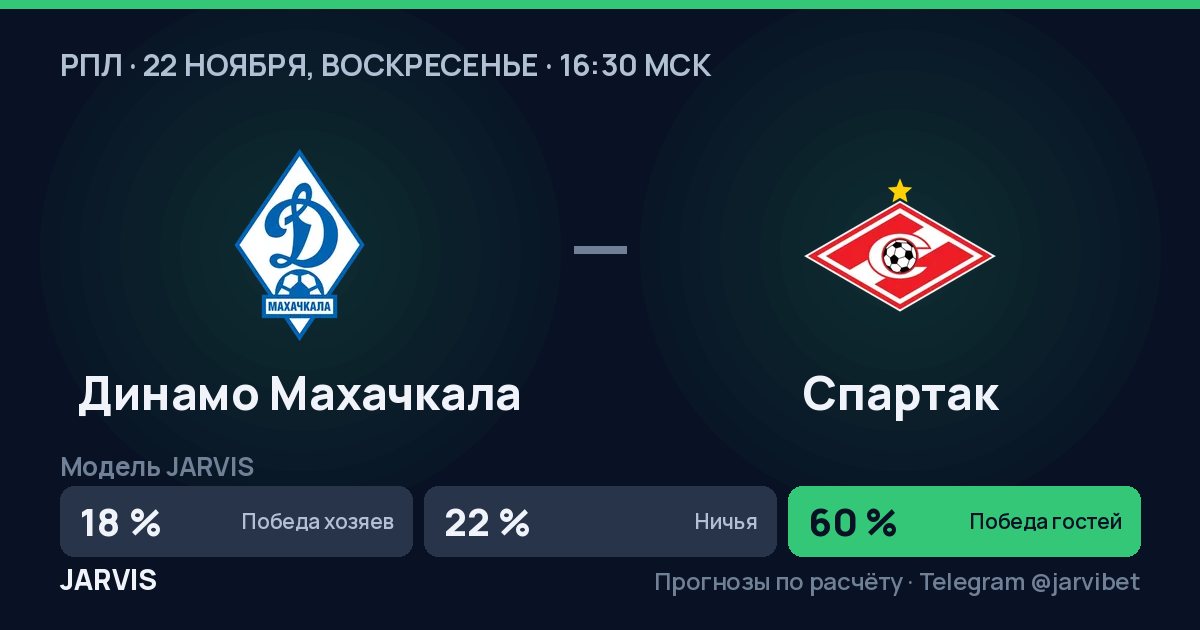 РПЛ · 22 НОЯБРЯ, ВОСКРЕСЕНЬЕ · 16:30 МСК
МАХАЧКАЛА
Динамо Махачкала
—
Спартак
Модель JARVIS
18 % Победа хозяев
22 % Ничья
60 % Победа гостей
JARVIS
Прогнозы по расчёту · Telegram @jarvibet